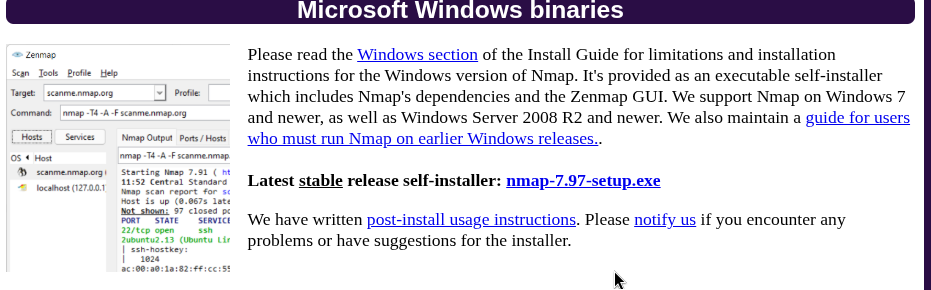 Microsoft Windows binaries
Zenmap
Scan Tools Profile Help
Target: scanme.nmap.org Profile:
Command: nmap -T4 -A -F scanme.nmap.org
Hosts Services
Nmap Output Ports / Hosts
OS Host
nmap -T4 -A -F scanme.nmap
scanme.nmap.org
localhost (127.0.0.1
Starting Nmap 7.91 ( ht
11:52 Central Standard
Nmap scan report for sc
Host is up (0.067s late
Not shown: 97 closed po
PORT STATE SERVICE
22/tcp open ssh
2ubuntu2.13 (Ubuntu Lin
| ssh-hostkey:
| 1024
ac:00:a0:1a:82:ff:cc:55
Please read the Windows section of the Install Guide for limitations and installation
instructions for the Windows version of Nmap. It's provided as an executable self-installer
which includes Nmap's dependencies and the Zenmap GUI. We support Nmap on Windows 7
and newer, as well as Windows Server 2008 R2 and newer. We also maintain a guide for users
who must run Nmap on earlier Windows releases..
Latest stable release self-installer: nmap-7.97-setup.exe
We have written post-install usage instructions. Please notify us if you encounter any
problems or have suggestions for the installer.